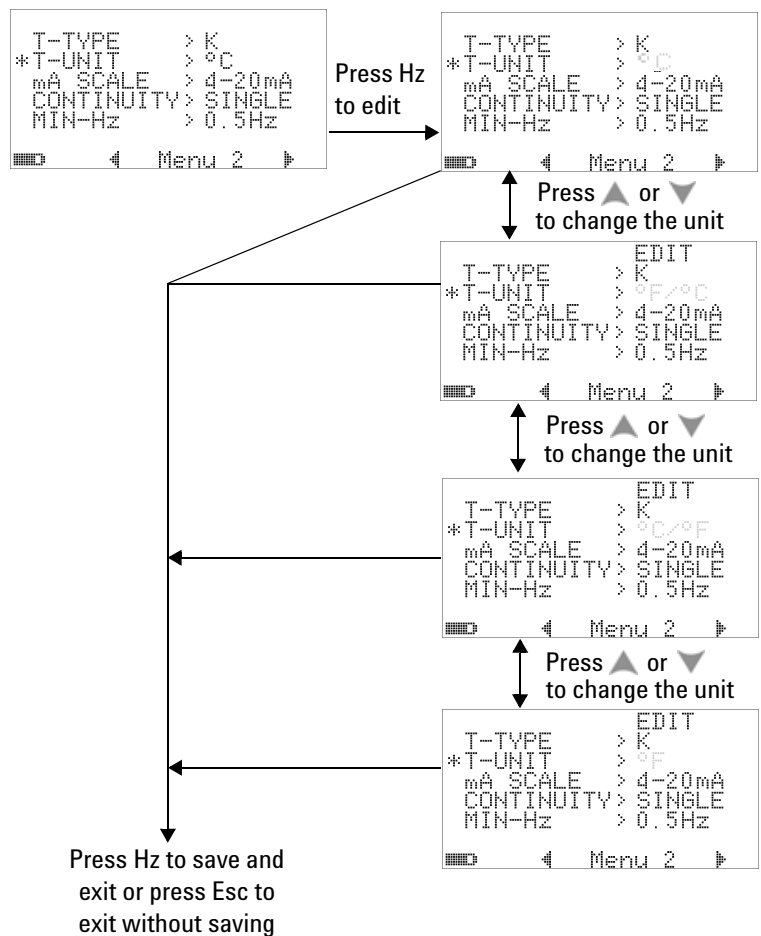 T-TYPE > K
*T-UNIT > °C
mA SCALE > 4-20mA
CONTINUITY> SINGLE
MIN-Hz > 0.5Hz
Menu 2
Press Hz
to edit
T-TYPE > K
*T-UNIT > °C
mA SCALE > 4-20mA
CONTINUITY> SINGLE
MIN-Hz > 0.5Hz
Menu 2
Press ▲ or ▼
to change the unit
EDIT
T-TYPE > K
*T-UNIT > °F/°C
mA SCALE > 4-20mA
CONTINUITY> SINGLE
MIN-Hz > 0.5Hz
Menu 2
Press ▲ or ▼
to change the unit
EDIT
T-TYPE > K
*T-UNIT > °C/°F
mA SCALE > 4-20mA
CONTINUITY> SINGLE
MIN-Hz > 0.5Hz
Menu 2
Press ▲ or ▼
to change the unit
EDIT
T-TYPE > K
*T-UNIT > °F
mA SCALE > 4-20mA
CONTINUITY> SINGLE
MIN-Hz > 0.5Hz
Menu 2
Press Hz to save and
exit or press Esc to
exit without saving